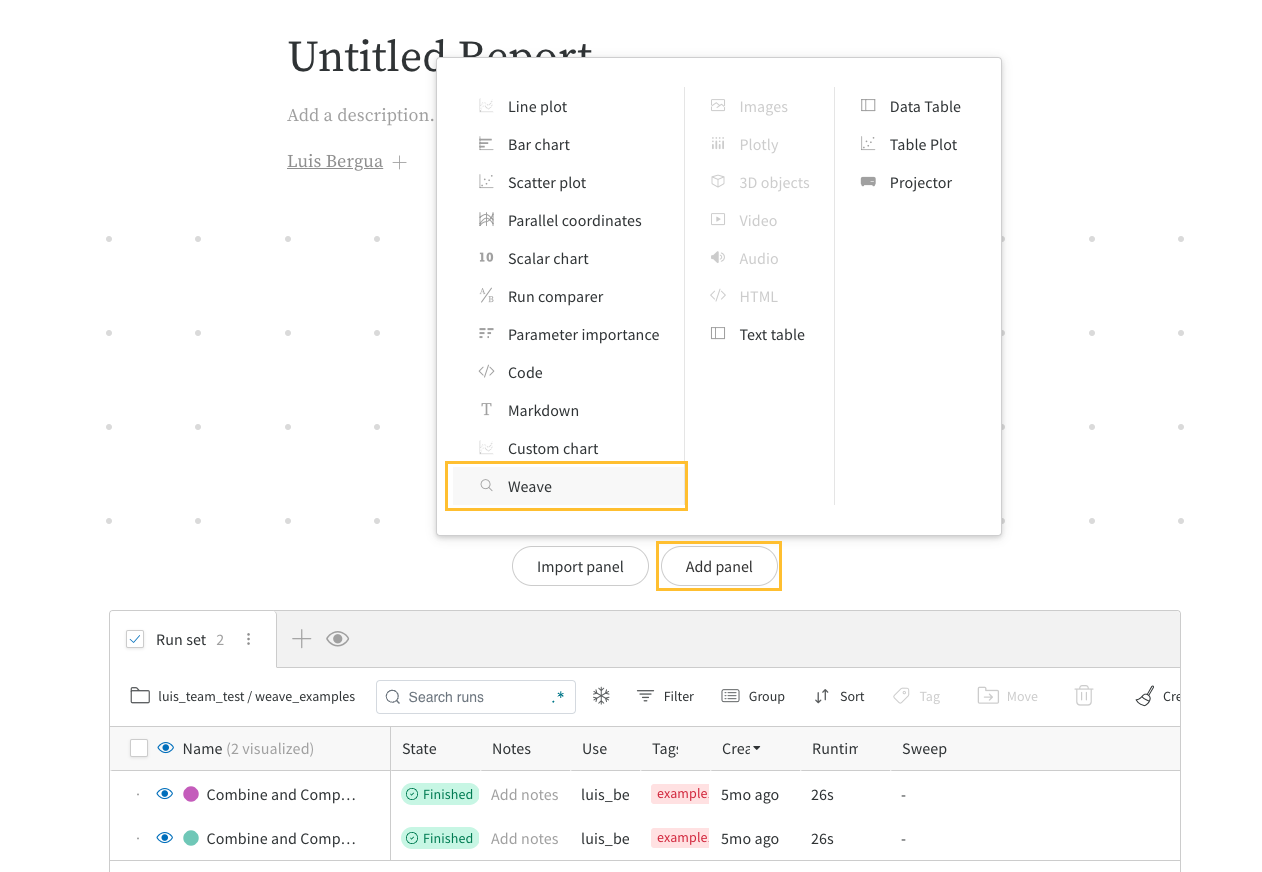 Untitled Report
Add a description.
Luis Bergua
Line plot
Bar chart
Scatter plot
Parallel coordinates
10 Scalar chart
A/B Run comparer
Parameter importance
</> Code
T Markdown
Custom chart
Weave
Images
Plotly
3D objects
Video
Audio
</> HTML
Text table
Data Table
Table Plot
Projector
Import panel Add panel
Run set 2
luis_team_test / weave_examples Search runs .* Filter Group Sort Tag Move Cre
Name (2 visualized) State Notes Use Tags Crea Runtim Sweep
Combine and Comp… Finished Add notes luis_be example 5mo ago 26s -
Combine and Comp… Finished Add notes luis_be example 5mo ago 26s -